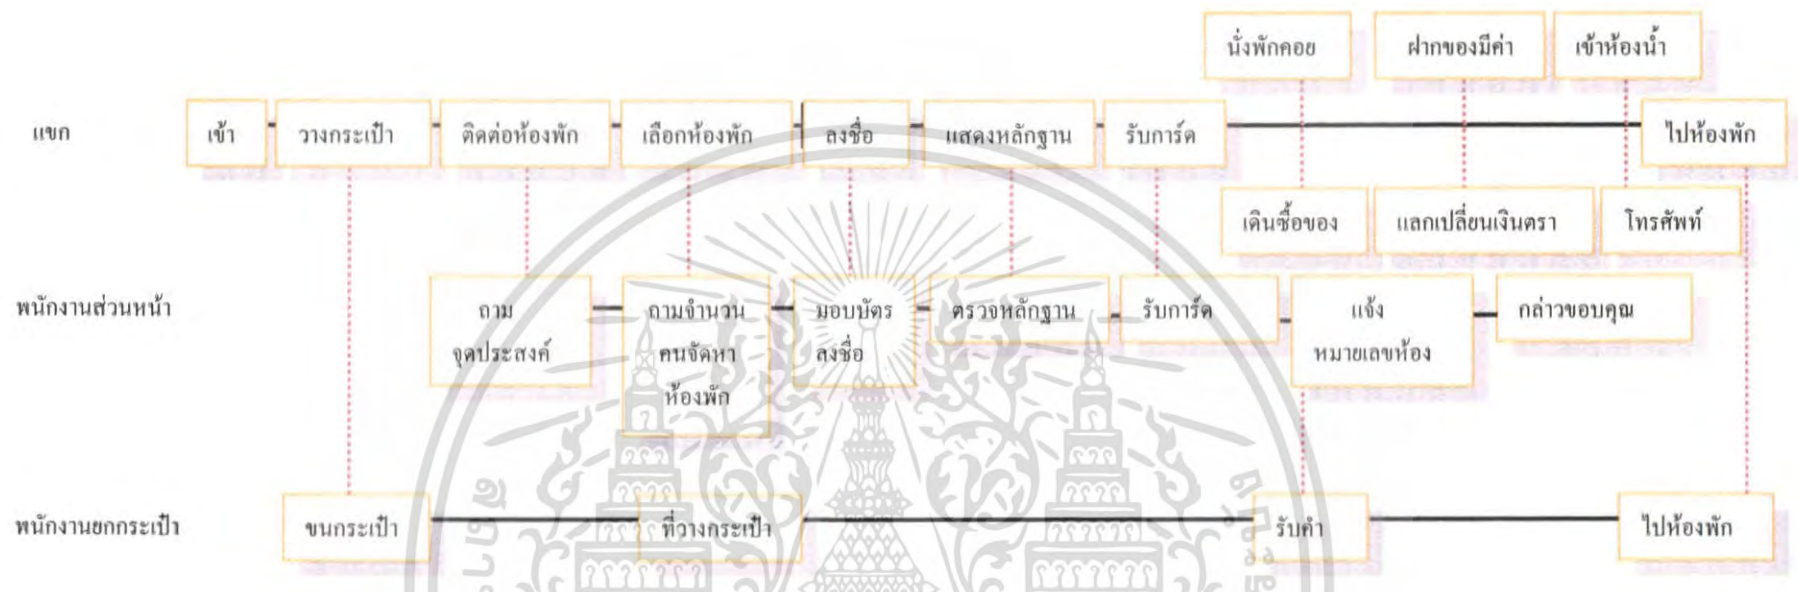 นั่งพักคอย
ฝากของมีค่า
เข้าห้องน้ำ
แขก
เข้า
วางกระเป๋า
ติดต่อห้องพัก
เลือกห้องพัก
ลงชื่อ
แสดงหลักฐาน
รับการ์ด
ไปห้องพัก
เดินซื้อของ
แลกเปลี่ยนเงินตรา
โทรศัพท์
พนักงานส่วนหน้า
ถาม
จุดประสงค์
ถามจำนวน
คนจัดหา
ห้องพัก
มอบบัตร
ลงชื่อ
ตรวจหลักฐาน
รับการ์ด
แจ้ง
หมายเลขห้อง
กล่าวขอบคุณ
พนักงานยกกระเป๋า
ขนกระเป๋า
ที่วางกระเป๋า
รับคำ
ไปห้องพัก